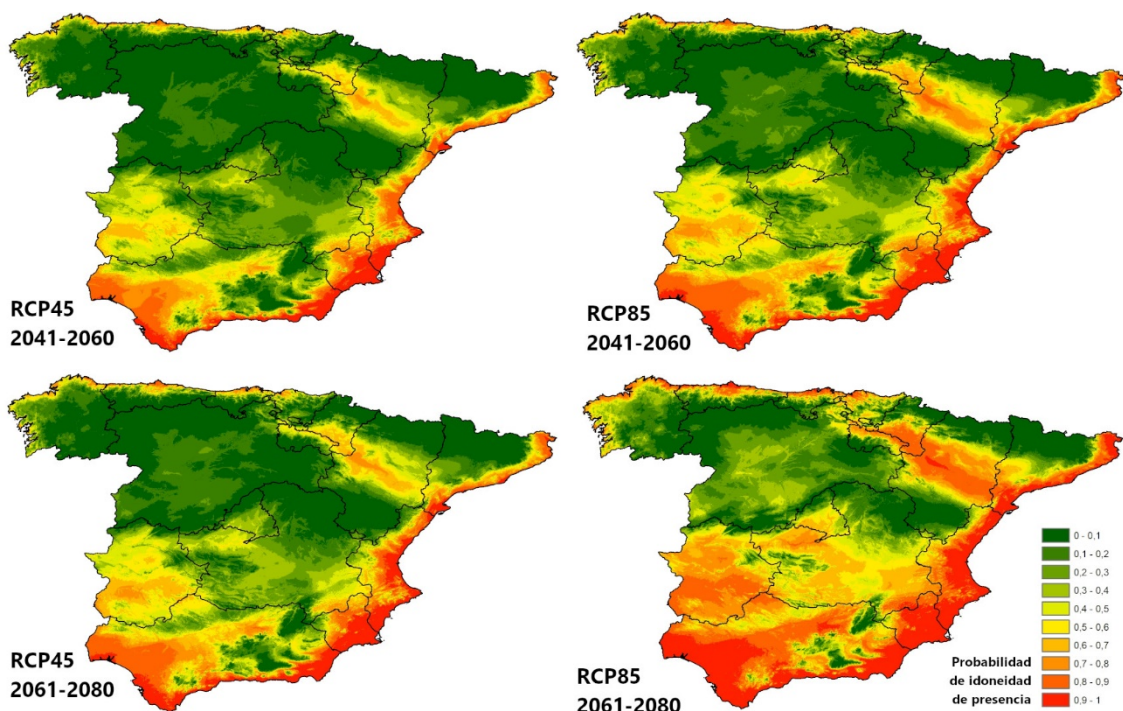 RCP45
2041-2060
RCP85
2041-2060
RCP45
2061-2080
RCP85
2061-2080
Probabilidad
de idoneidad
de presencia
0 - 0,1
0,1 - 0,2
0,2 - 0,3
0,3 - 0,4
0,4 - 0,5
0,5 - 0,6
0,6 - 0,7
0,7 - 0,8
0,8 - 0,9
0,9 - 1